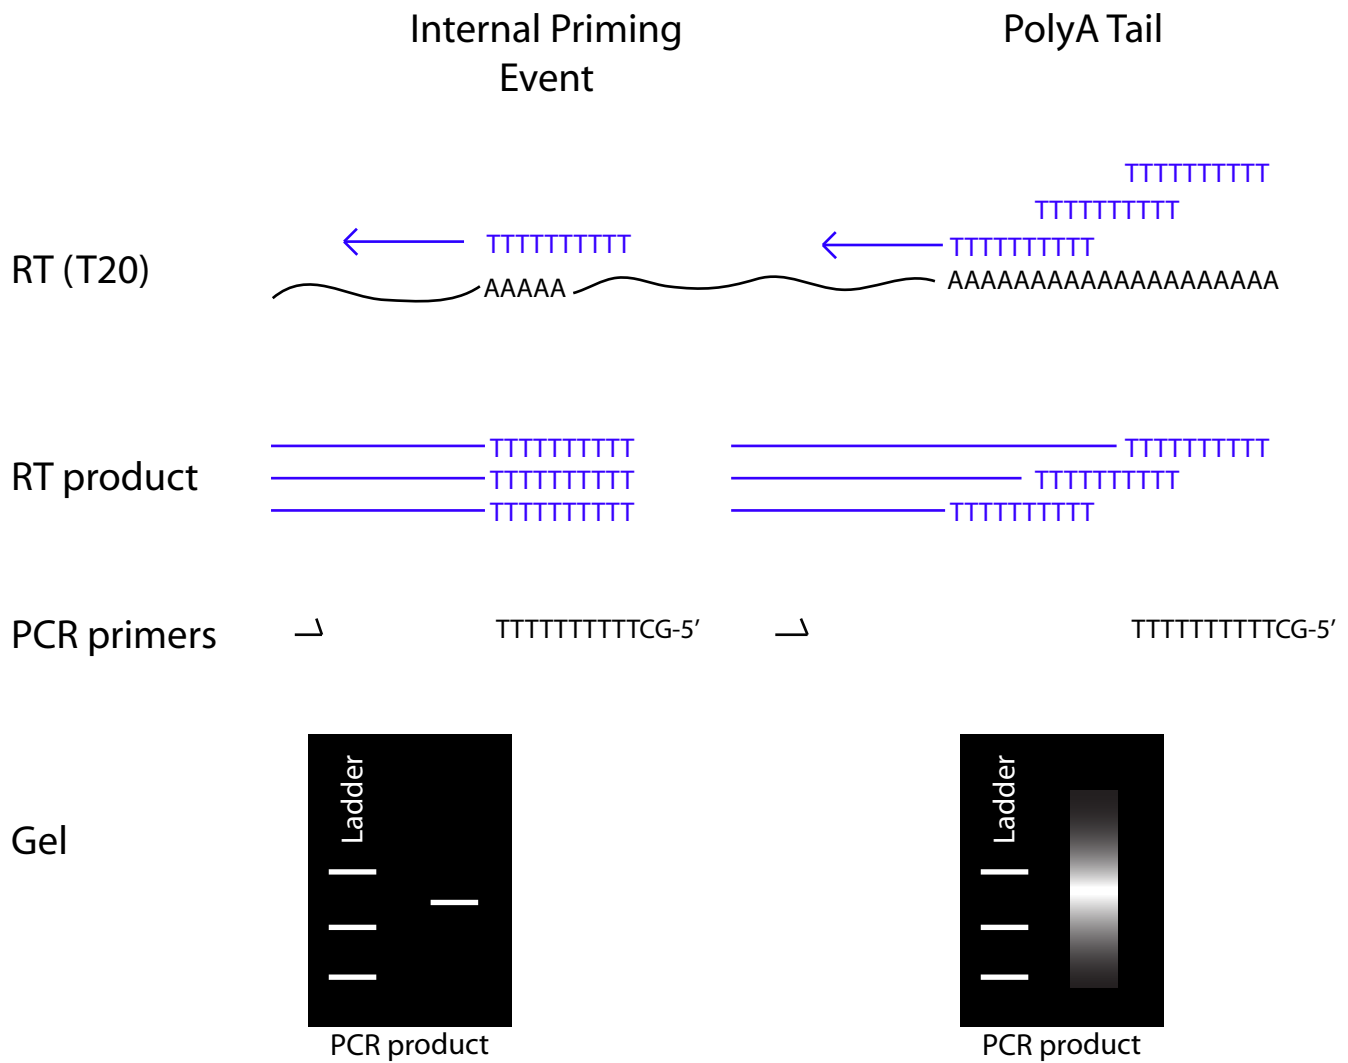 Internal Priming
Event
PolyA Tail
TTTTTTTTTT
TTTTTTTTTT
TTTTTTTTTT
TTTTTTTTTT
RT (T20)
AAAAA
AAAAAAAAAAAAAAAAAAAA
TTTTTTTTTT
TTTTTTTTTT
RT product
TTTTTTTTTT
TTTTTTTTTT
TTTTTTTTTT
TTTTTTTTTT
PCR primers
TTTTTTTTTTCG-5’
TTTTTTTTTTCG-5’
Gel
Ladder
Ladder
PCR product
PCR product